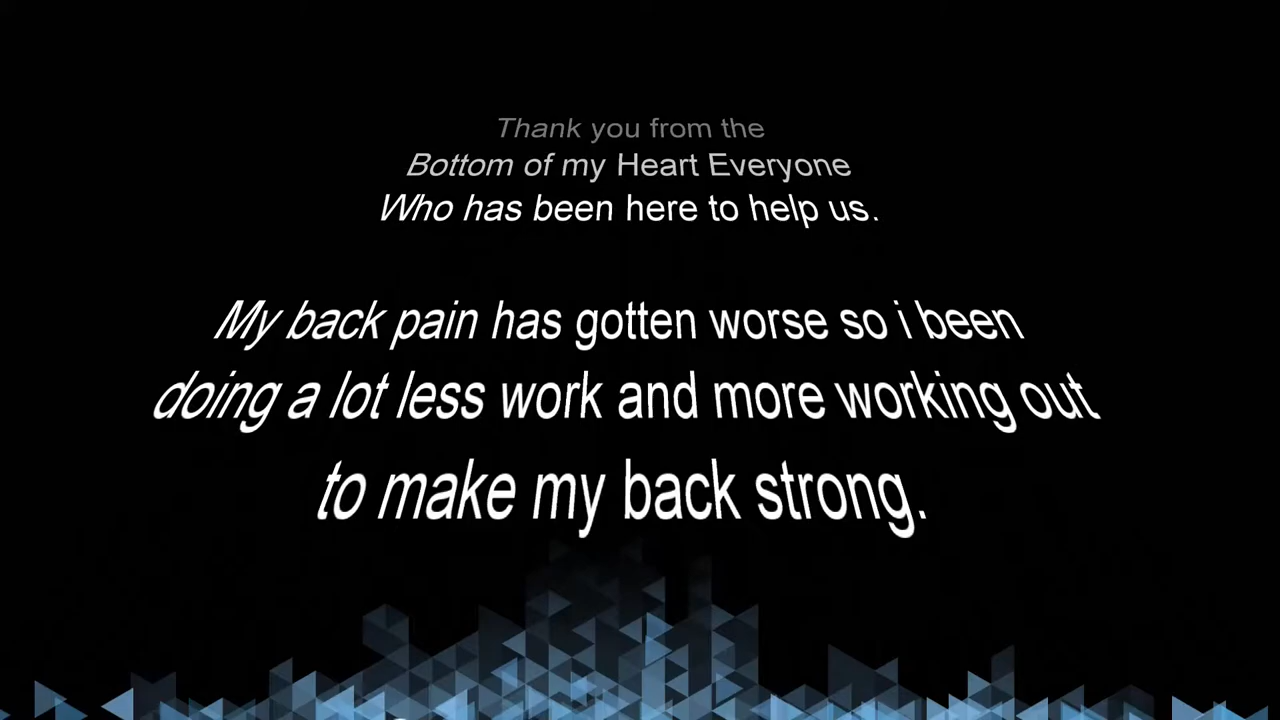 Thank you from the
Bottom of my Heart Everyone
Who has been here to help us.
My back pain has gotten worse so i been
doing a lot less work and more working out
to make my back strong.